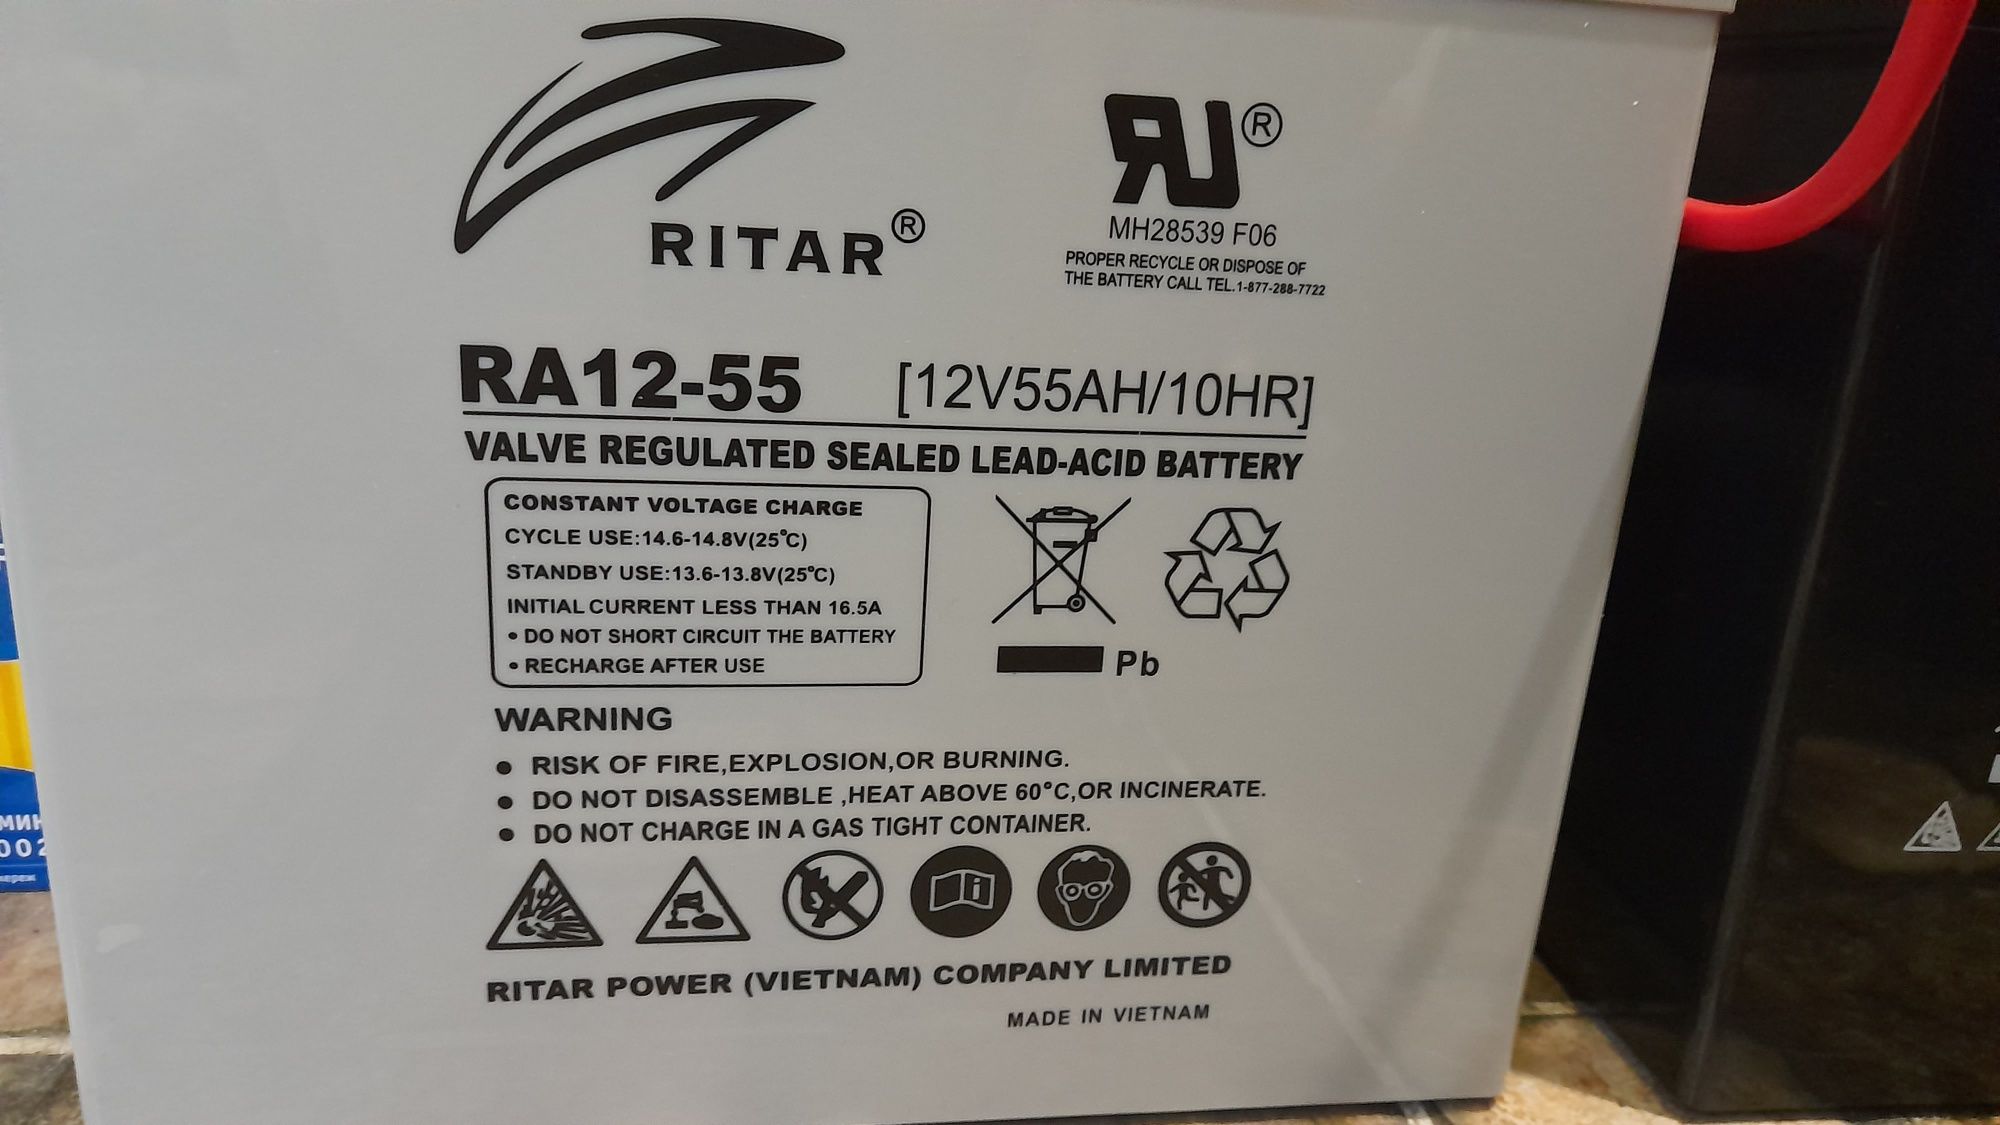 RITAR®
RU®
MH28539 F06
PROPER RECYCLE OR DISPOSE OF
THE BATTERY CALL TEL.1-877-288-7722
RA12-55 [12V55AH/10HR]
VALVE REGULATED SEALED LEAD-ACID BATTERY
CONSTANT VOLTAGE CHARGE
CYCLE USE:14.6-14.8V(25℃)
STANDBY USE:13.6-13.8V(25℃)
INITIAL CURRENT LESS THAN 16.5A
• DO NOT SHORT CIRCUIT THE BATTERY
• RECHARGE AFTER USE
Pb
WARNING
● RISK OF FIRE,EXPLOSION,OR BURNING.
● DO NOT DISASSEMBLE ,HEAT ABOVE 60°C,OR INCINERATE.
● DO NOT CHARGE IN A GAS TIGHT CONTAINER.
RITAR POWER (VIETNAM) COMPANY LIMITED
MADE IN VIETNAM